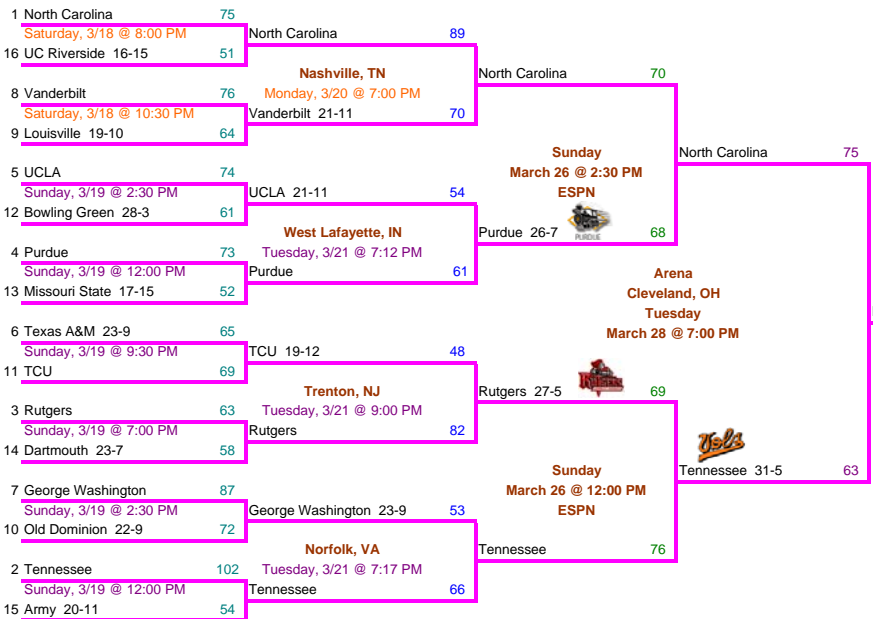 1 North Carolina 75
Saturday, 3/18 @ 8:00 PM
North Carolina 89
16 UC Riverside 16-15 51
Nashville, TN
North Carolina 70
8 Vanderbilt 76
Monday, 3/20 @ 7:00 PM
Saturday, 3/18 @ 10:30 PM
Vanderbilt 21-11 70
9 Louisville 19-10 64
Sunday
North Carolina 75
5 UCLA 74
March 26 @ 2:30 PM
Sunday, 3/19 @ 2:30 PM
UCLA 21-11 54
ESPN
12 Bowling Green 28-3 61
West Lafayette, IN
Purdue 26-7 68
PURDUE
4 Purdue 73
Tuesday, 3/21 @ 7:12 PM
Sunday, 3/19 @ 12:00 PM
Purdue 61
Arena
13 Missouri State 17-15 52
Cleveland, OH
Tuesday
6 Texas A&M 23-9 65
March 28 @ 7:00 PM
Sunday, 3/19 @ 9:30 PM
TCU 19-12 48
11 TCU 69
Trenton, NJ
Rutgers 27-5 69
RUTGERS
3 Rutgers 63
Tuesday, 3/21 @ 9:00 PM
Sunday, 3/19 @ 7:00 PM
Rutgers 82
14 Dartmouth 23-7 58
Vols
Sunday
Tennessee 31-5 63
7 George Washington 87
March 26 @ 12:00 PM
Sunday, 3/19 @ 2:30 PM
George Washington 23-9 53
ESPN
10 Old Dominion 22-9 72
Norfolk, VA
Tennessee 76
2 Tennessee 102
Tuesday, 3/21 @ 7:17 PM
Sunday, 3/19 @ 12:00 PM
Tennessee 66
15 Army 20-11 54